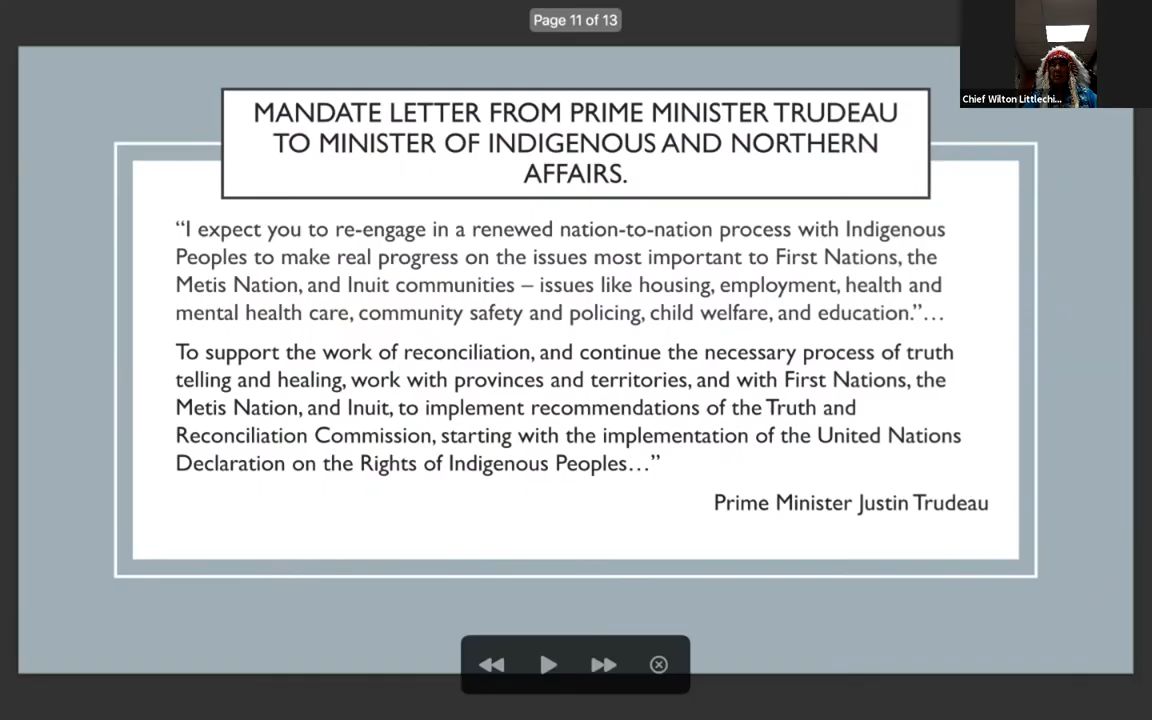 Page 11 of 13
Chief Wilton Littlechi...
MANDATE LETTER FROM PRIME MINISTER TRUDEAU
TO MINISTER OF INDIGENOUS AND NORTHERN
AFFAIRS.
“I expect you to re-engage in a renewed nation-to-nation process with Indigenous
Peoples to make real progress on the issues most important to First Nations, the
Metis Nation, and Inuit communities – issues like housing, employment, health and
mental health care, community safety and policing, child welfare, and education.”…
To support the work of reconciliation, and continue the necessary process of truth
telling and healing, work with provinces and territories, and with First Nations, the
Metis Nation, and Inuit, to implement recommendations of the Truth and
Reconciliation Commission, starting with the implementation of the United Nations
Declaration on the Rights of Indigenous Peoples…”
Prime Minister Justin Trudeau